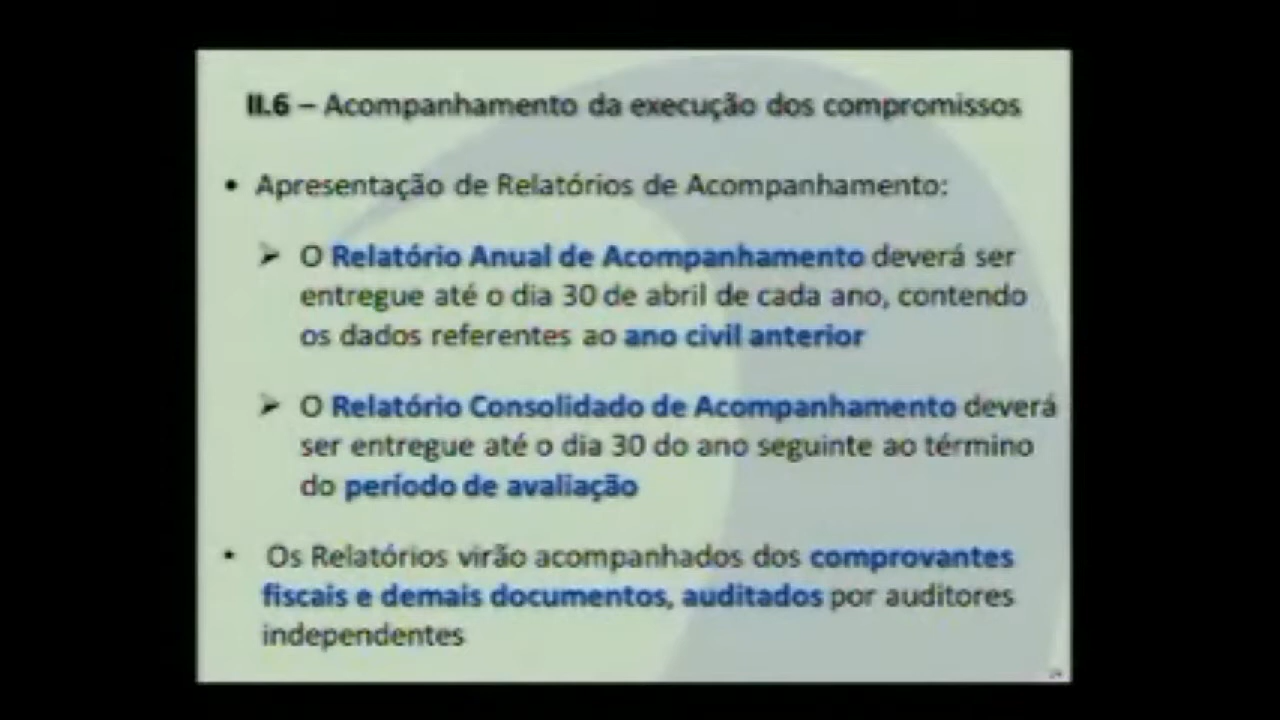 II.6 – Acompanhamento da execução dos compromissos
• Apresentação de Relatórios de Acompanhamento:
➤ O Relatório Anual de Acompanhamento deverá ser
entregue até o dia 30 de abril de cada ano, contendo
os dados referentes ao ano civil anterior
➤ O Relatório Consolidado de Acompanhamento deverá
ser entregue até o dia 30 do ano seguinte ao término
do período de avaliação
• Os Relatórios virão acompanhados dos comprovantes
fiscais e demais documentos, auditados por auditores
independentes